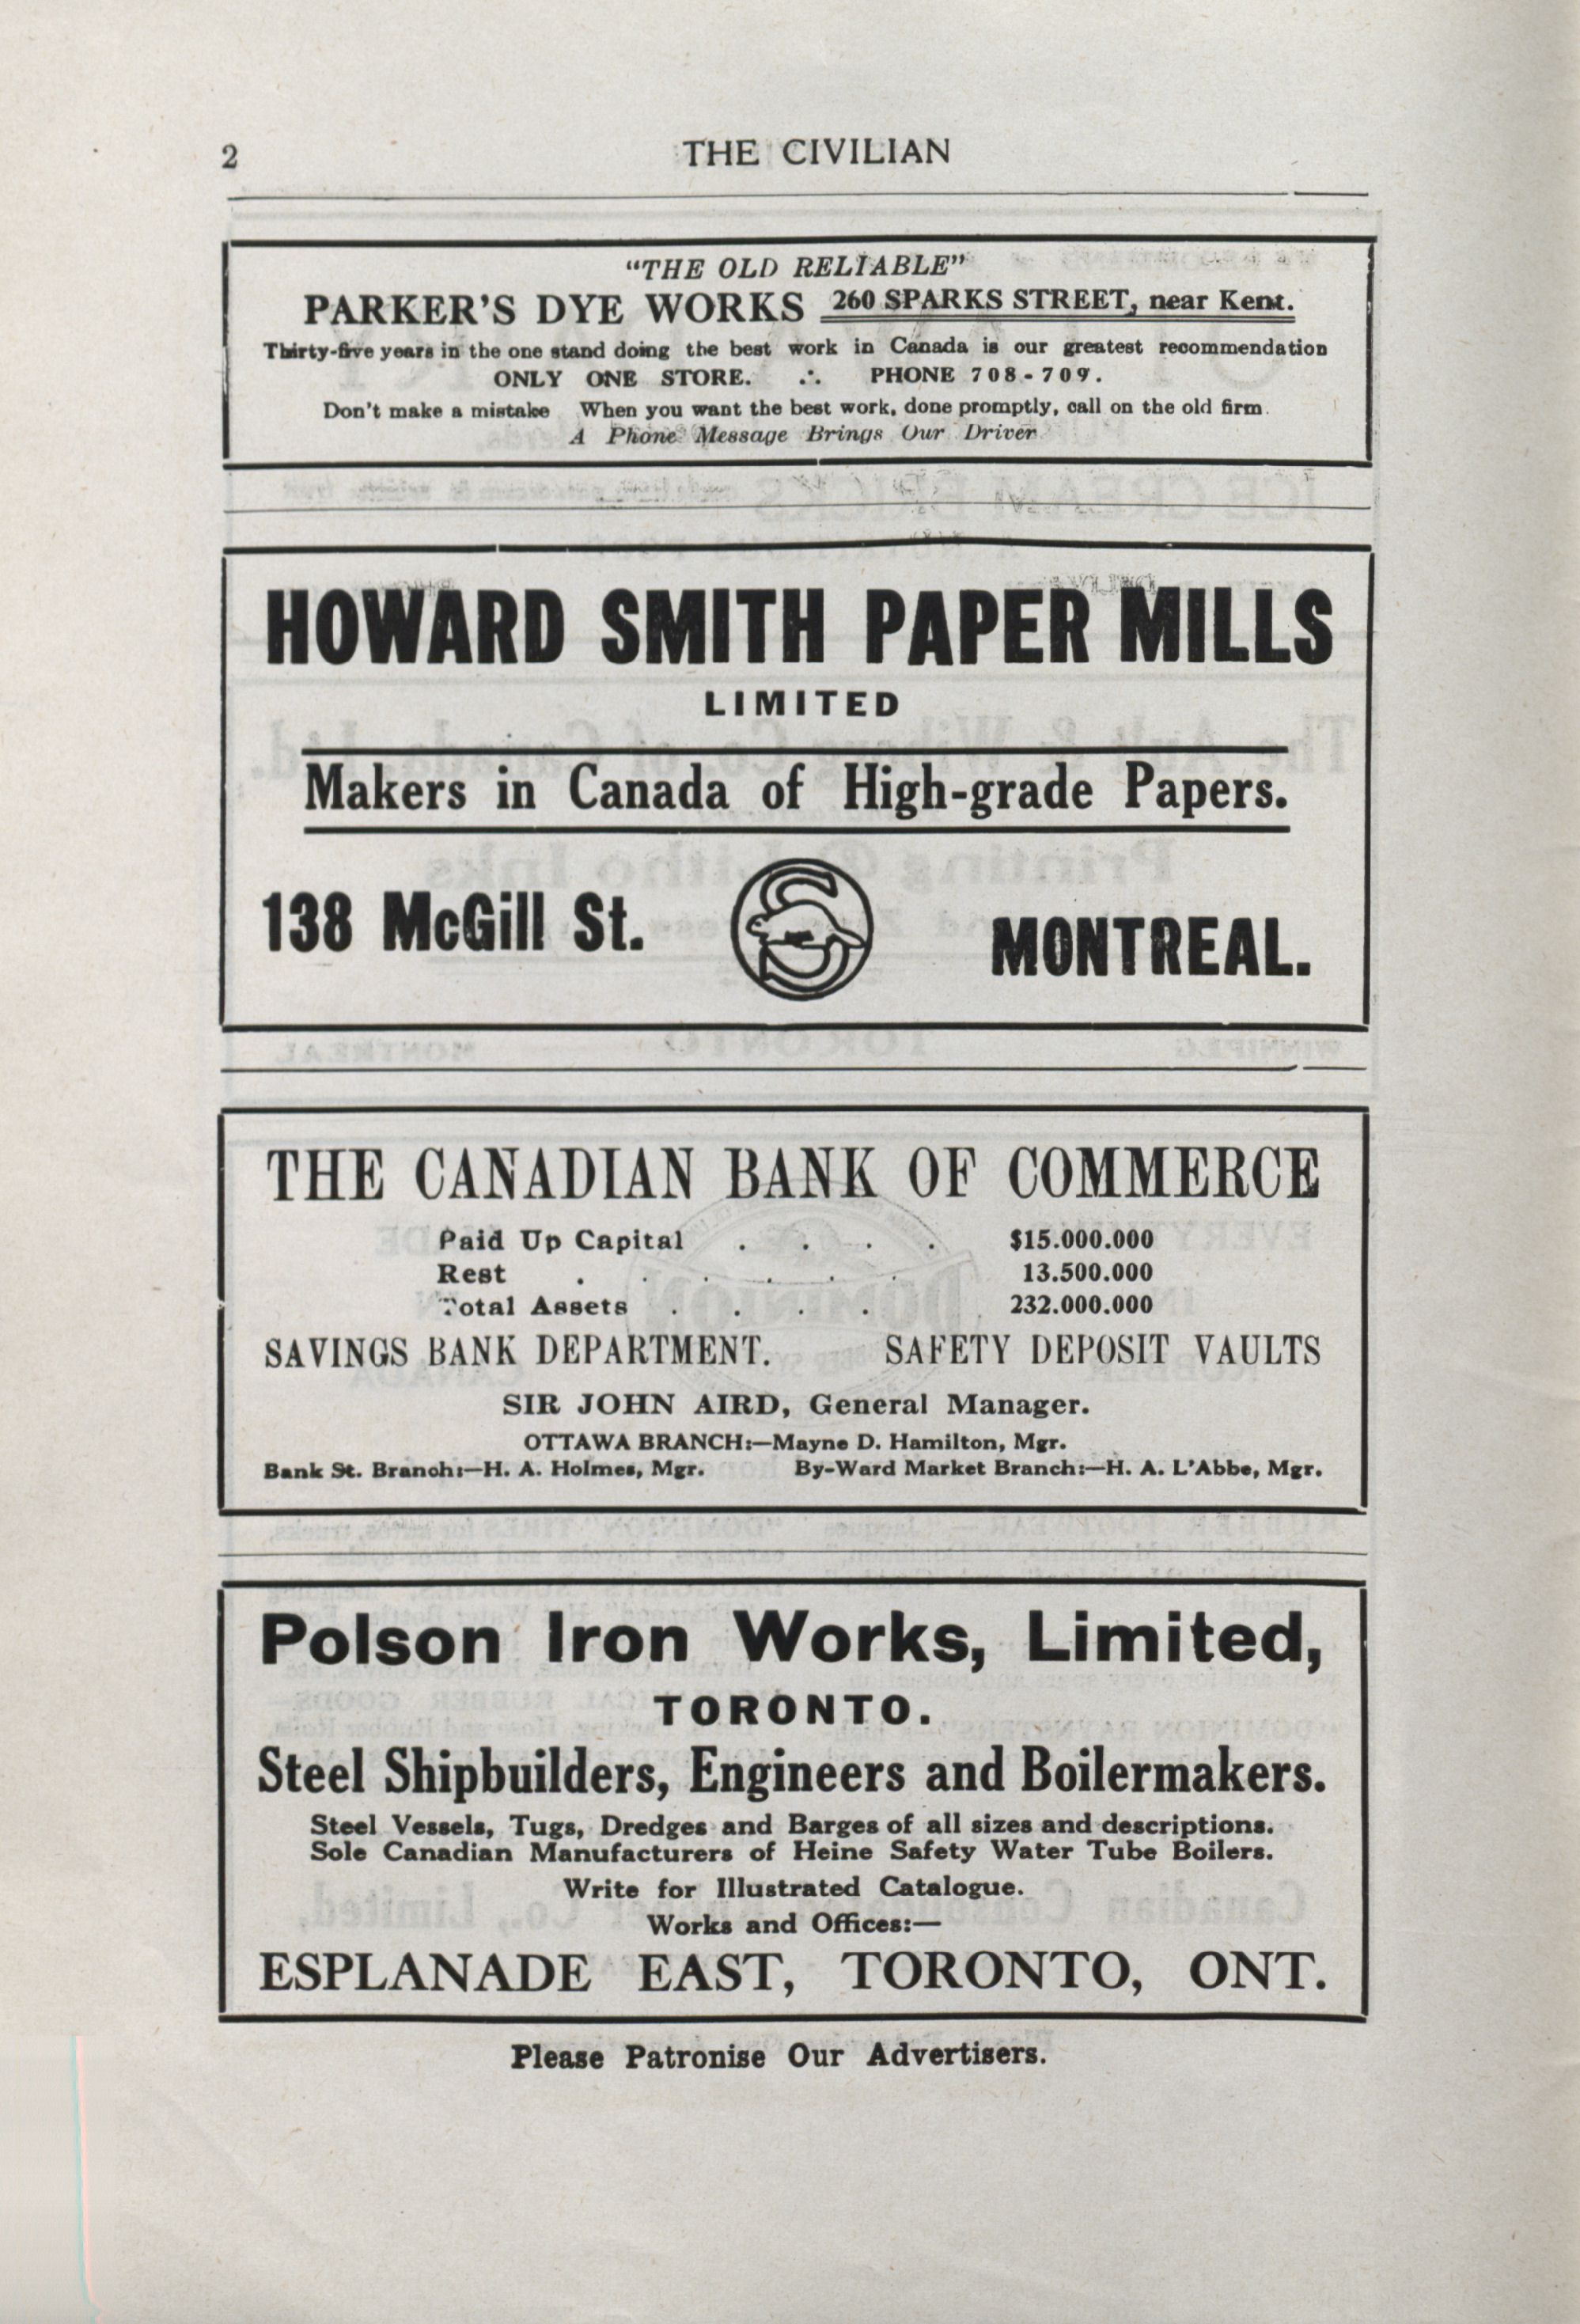 2
THE CIVILIAN
"THE OLD RELIABLE"
PARKER'S DYE WORKS 260 SPARKS STREET, near Kent.
Thirty-five years in the one stand doing the best work in Canada is our greatest recommendation
ONLY ONE STORE. ∴ PHONE 708-709.
Don't make a mistake When you want the best work, done promptly, call on the old firm.
A Phone Message Brings Our Driver
HOWARD SMITH PAPER MILLS
LIMITED
Makers in Canada of High-grade Papers.
138 McGill St.
MONTREAL.
THE CANADIAN BANK OF COMMERCE
Paid Up Capital . . . . $15.000.000
Rest . . . . . . 13.500.000
Total Assets . . . . 232.000.000
SAVINGS BANK DEPARTMENT. SAFETY DEPOSIT VAULTS
SIR JOHN AIRD, General Manager.
OTTAWA BRANCH:—Mayne D. Hamilton, Mgr.
Bank St. Branch:—H. A. Holmes, Mgr. By-Ward Market Branch:—H. A. L'Abbe, Mgr.
Polson Iron Works, Limited,
TORONTO.
Steel Shipbuilders, Engineers and Boilermakers.
Steel Vessels, Tugs, Dredges and Barges of all sizes and descriptions.
Sole Canadian Manufacturers of Heine Safety Water Tube Boilers.
Write for Illustrated Catalogue.
Works and Offices:—
ESPLANADE EAST, TORONTO, ONT.
Please Patronise Our Advertisers.